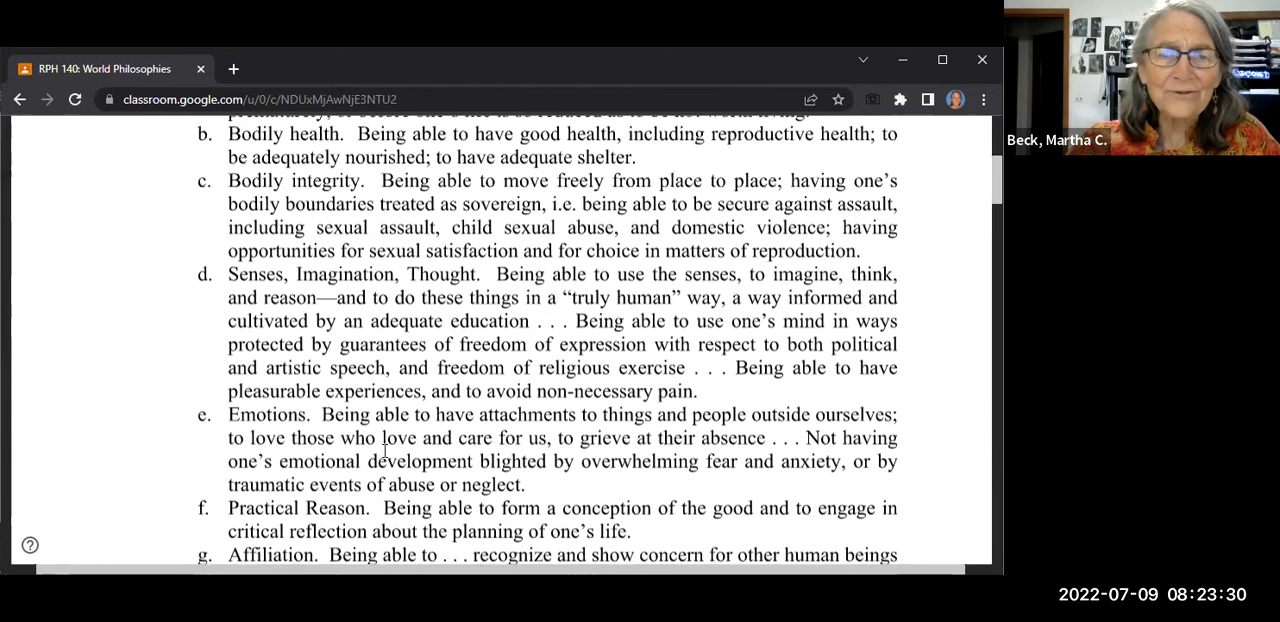 RPH 140: World Philosophies
classroom.google.com/u/0/c/NDUxMjAwNjE3NTU2
b. Bodily health. Being able to have good health, including reproductive health; to
be adequately nourished; to have adequate shelter.
c. Bodily integrity. Being able to move freely from place to place; having one's
bodily boundaries treated as sovereign, i.e. being able to be secure against assault,
including sexual assault, child sexual abuse, and domestic violence; having
opportunities for sexual satisfaction and for choice in matters of reproduction.
d. Senses, Imagination, Thought. Being able to use the senses, to imagine, think,
and reason—and to do these things in a “truly human” way, a way informed and
cultivated by an adequate education . . . Being able to use one's mind in ways
protected by guarantees of freedom of expression with respect to both political
and artistic speech, and freedom of religious exercise . . . Being able to have
pleasurable experiences, and to avoid non-necessary pain.
e. Emotions. Being able to have attachments to things and people outside ourselves;
to love those who love and care for us, to grieve at their absence . . . Not having
one's emotional development blighted by overwhelming fear and anxiety, or by
traumatic events of abuse or neglect.
f. Practical Reason. Being able to form a conception of the good and to engage in
critical reflection about the planning of one's life.
g. Affiliation. Being able to . . . recognize and show concern for other human beings
Beck, Martha C.
2022-07-09 08:23:30